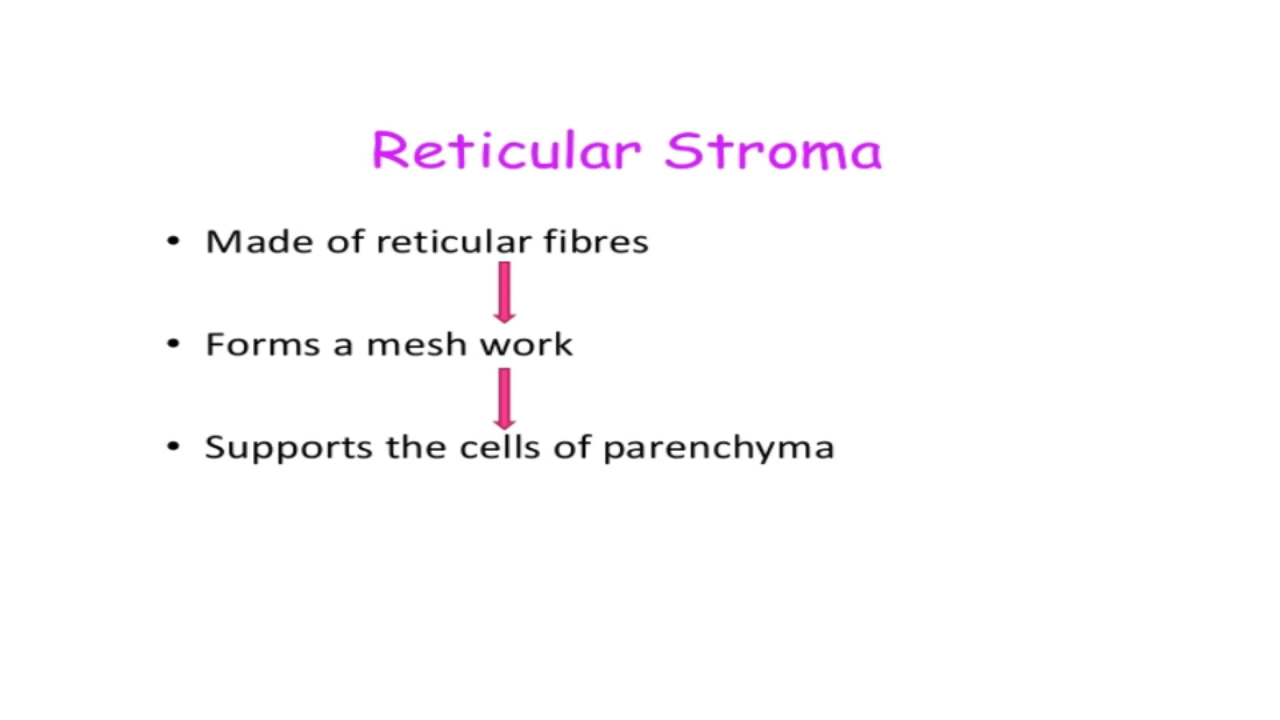 Reticular Stroma
• Made of reticular fibres
• Forms a mesh work
• Supports the cells of parenchyma